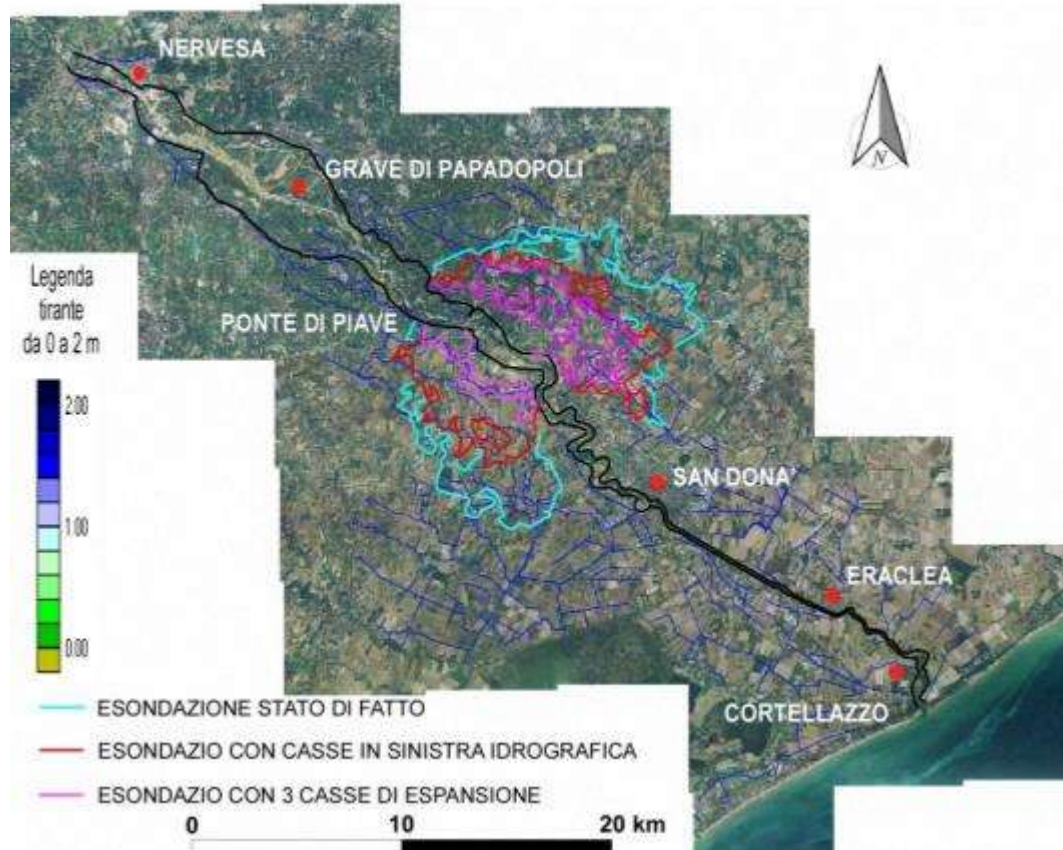 NERVESA
N
GRAVE DI PAPADOPOLI
Legenda
tirante
da 0 a 2 m
PONTE DI PIAVE
2.00
1.00
0.00
SAN DONA'
ERACLEA
CORTELLAZZO
ESONDAZIONE STATO DI FATTO
ESONDAZIO CON CASSE IN SINISTRA IDROGRAFICA
ESONDAZIO CON 3 CASSE DI ESPANSIONE
0 10 20 km